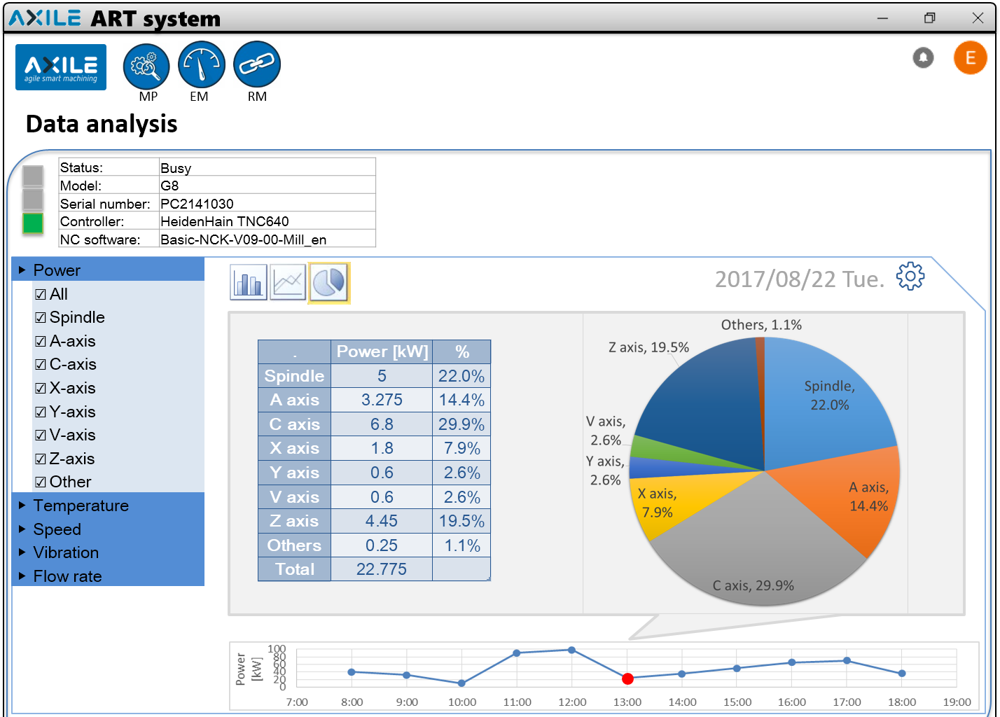 AXILE ART system
AXILE
agile smart machining
MP
EM
RM
E
Data analysis
Status: Busy
Model: G8
Serial number: PC2141030
Controller: HeidenHain TNC640
NC software: Basic-NCK-V09-00-Mill_en
Power
All
Spindle
A-axis
C-axis
X-axis
Y-axis
V-axis
Z-axis
Other
Temperature
Speed
Vibration
Flow rate
2017/08/22 Tue.
. Power [kW] %
Spindle 5 22.0%
A axis 3.275 14.4%
C axis 6.8 29.9%
X axis 1.8 7.9%
Y axis 0.6 2.6%
V axis 0.6 2.6%
Z axis 4.45 19.5%
Others 0.25 1.1%
Total 22.775
Others, 1.1%
Z axis, 19.5%
Spindle,
22.0%
V axis,
2.6%
Y axis,
2.6%
X axis,
7.9%
A axis,
14.4%
C axis, 29.9%
Power
[kW]
100
80
60
40
20
0
7:00 8:00 9:00 10:00 11:00 12:00 13:00 14:00 15:00 16:00 17:00 18:00 19:00